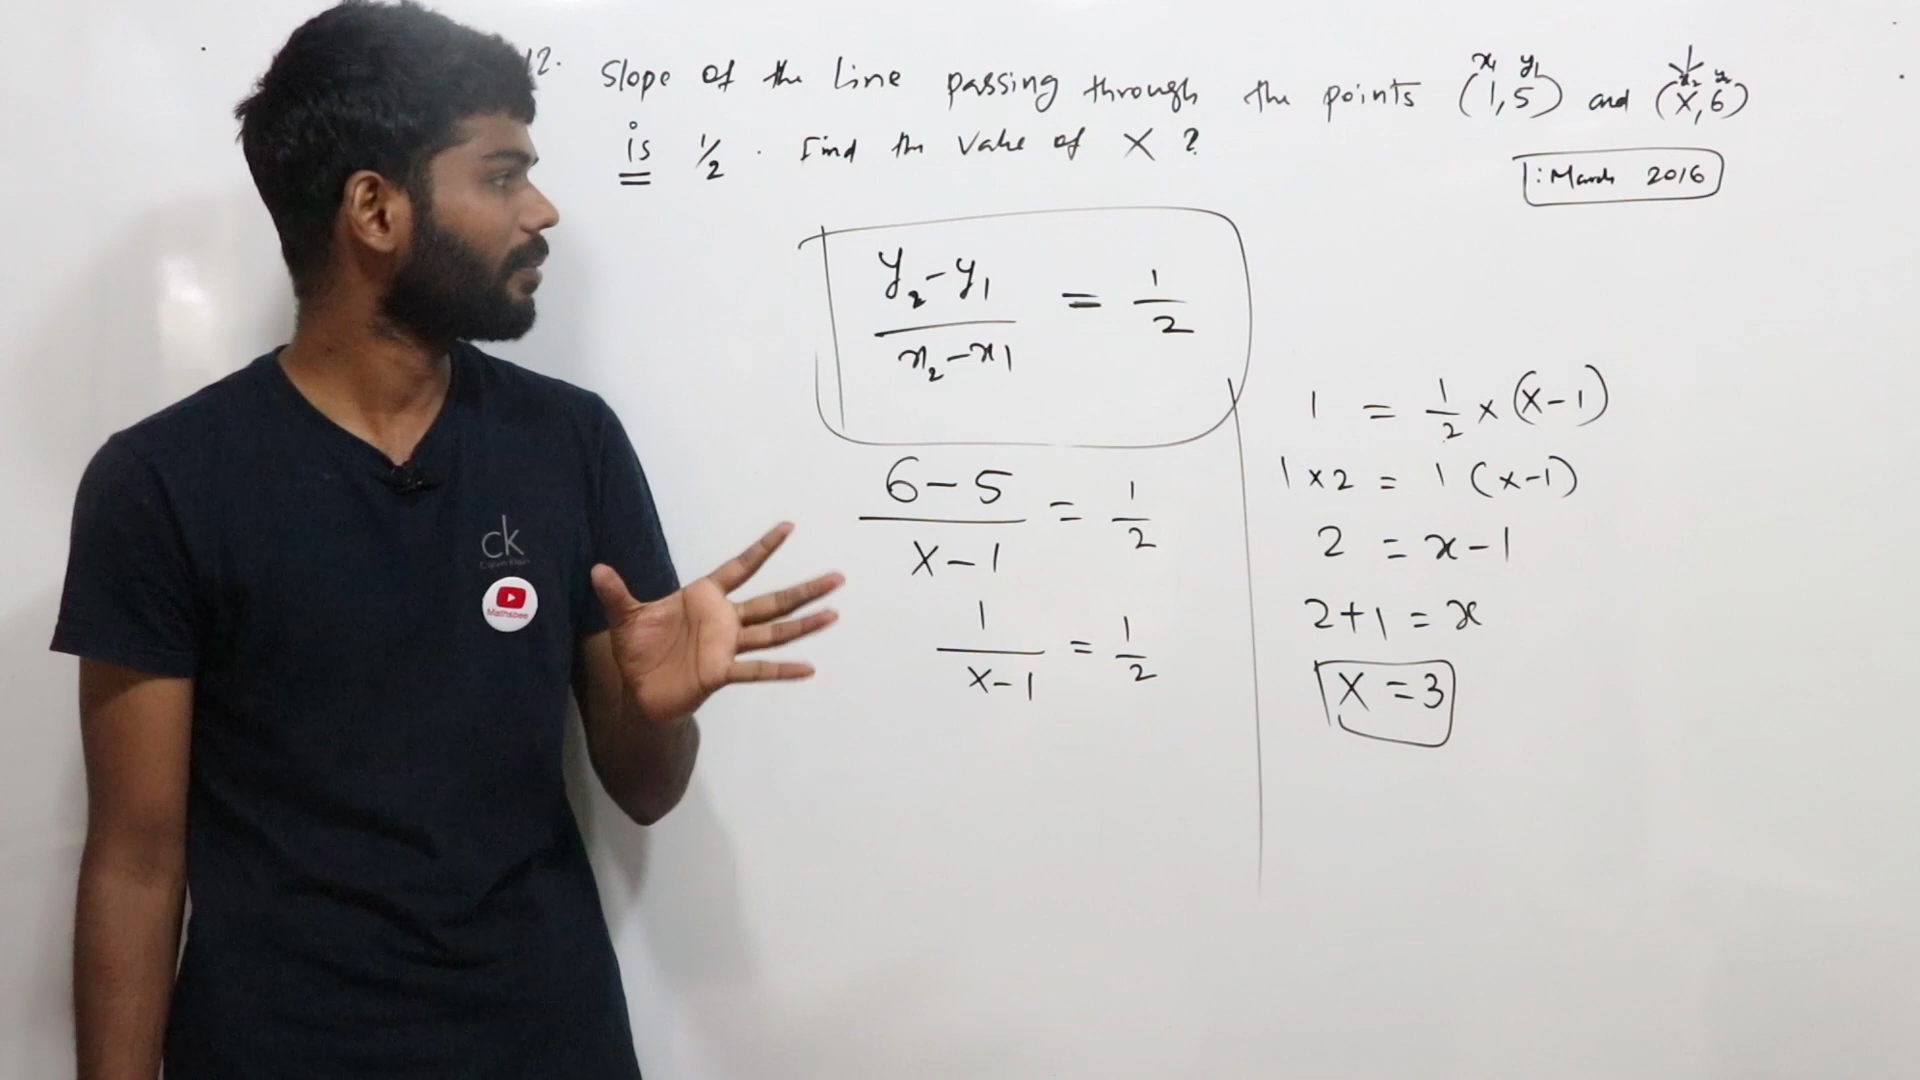 12. Slope of the line passing through the points (1,5) and (x,6)
x1 y1
x2 y2
is 1/2. Find the value of X ?
: March 2016
y2-y1 / x2-x1 = 1/2
6-5 / x-1 = 1/2
1 / x-1 = 1/2
1 = 1/2 × (x-1)
1×2 = 1 (x-1)
2 = x-1
2+1 = x
X = 3
ck
Calvin Klein
Mathsbee